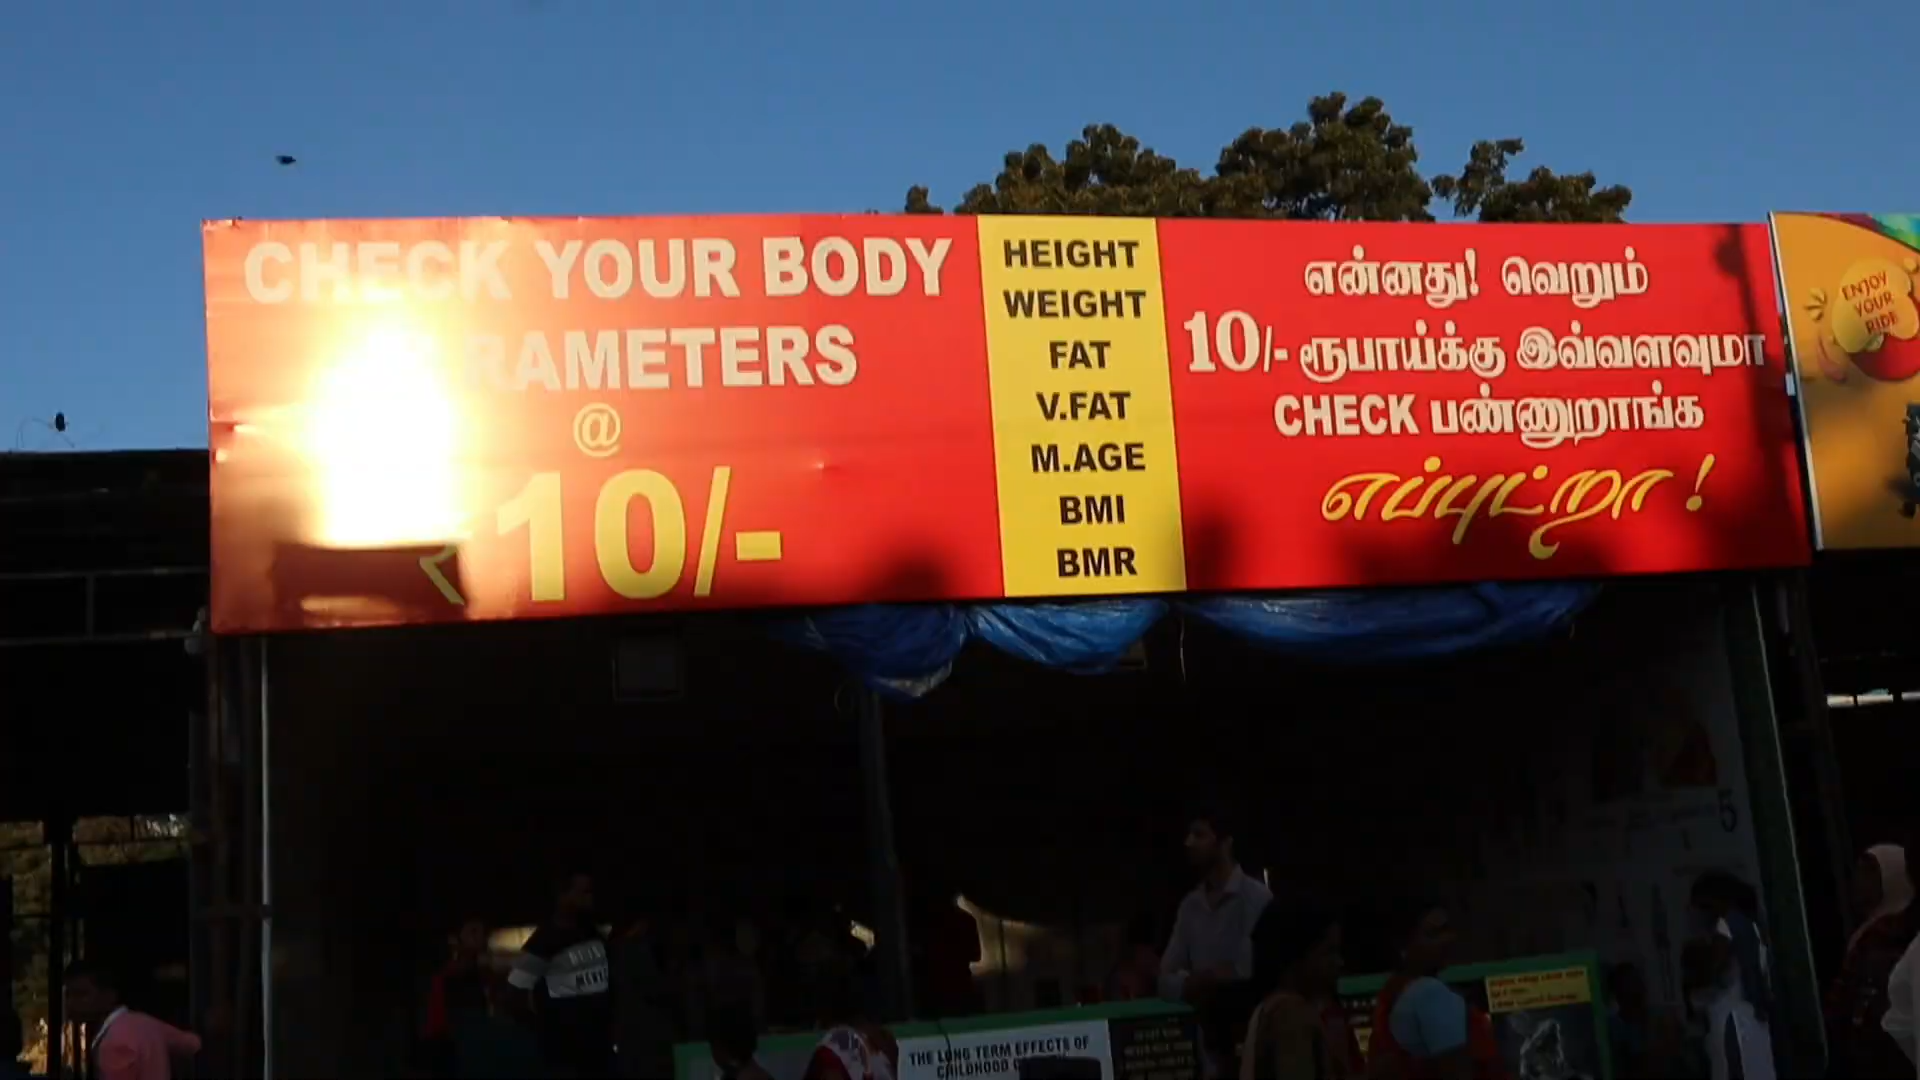 CHECK YOUR BODY
PARAMETERS
@
₹ 10/-
HEIGHT
WEIGHT
FAT
V.FAT
M.AGE
BMI
BMR
என்னது! வெறும்
10/- ரூபாய்க்கு இவ்வளவுமா
CHECK பண்ணுறாங்க
எப்புட்றா!
ENJOY
YOUR
RIDE
THE LONG TERM EFFECTS OF
CHILDHOOD